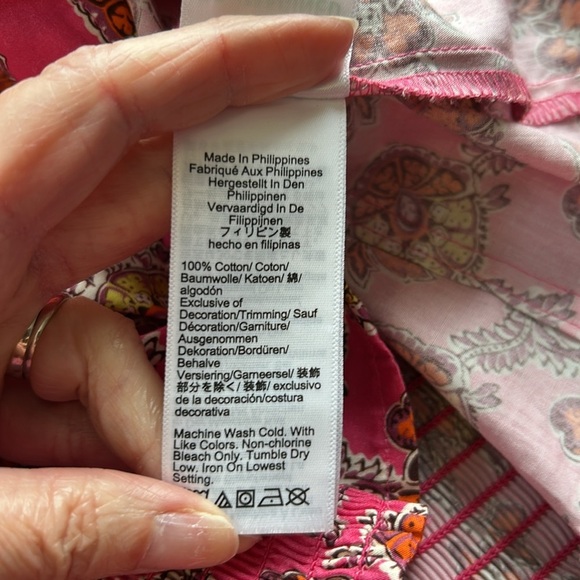 Made In Philippines
Fabriqué Aux Philippines
Hergestellt In Den
Philippinen
Vervaardigd In De
Filippijnen
フィリピン製
hecho en filipinas
100% Cotton/ Coton/
Baumwolle/ Katoen/ 綿/
algodón
Exclusive of
Decoration/Trimming/ Sauf
Décoration/Garniture/
Ausgenommen
Dekoration/Bordüren/
Behalve
Versiering/Garneersel/ 装飾
部分を除く/ 装飾/ exclusivo
de la decoración/costura
decorativa
Machine Wash Cold. With
Like Colors. Non-chlorine
Bleach Only. Tumble Dry
Low. Iron On Lowest
Setting.